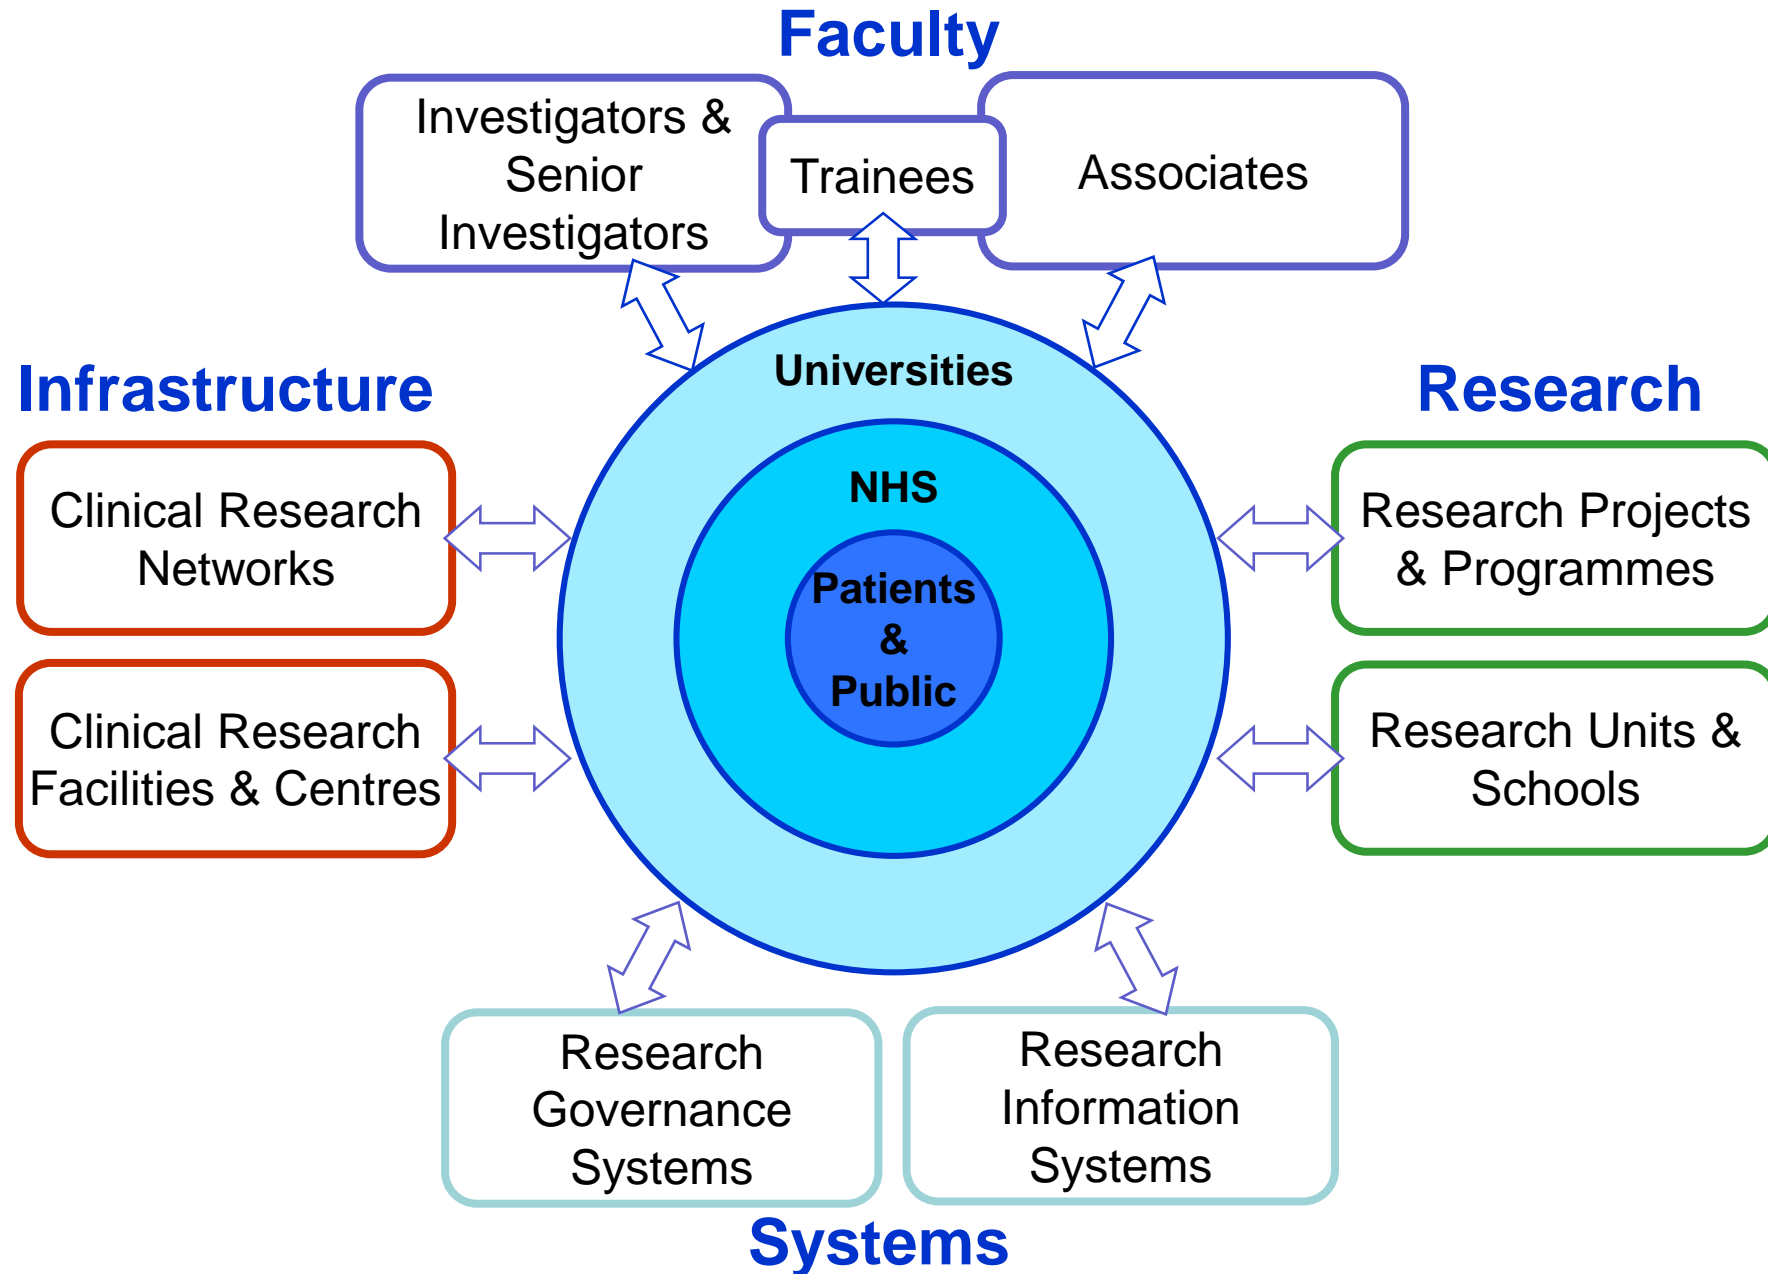 Faculty
Investigators &
Senior
Investigators
Trainees
Associates
Infrastructure
Clinical Research
Networks
Clinical Research
Facilities & Centres
Universities
NHS
Patients
&
Public
Research
Research Projects
& Programmes
Research Units &
Schools
Research
Governance
Systems
Research
Information
Systems
Systems